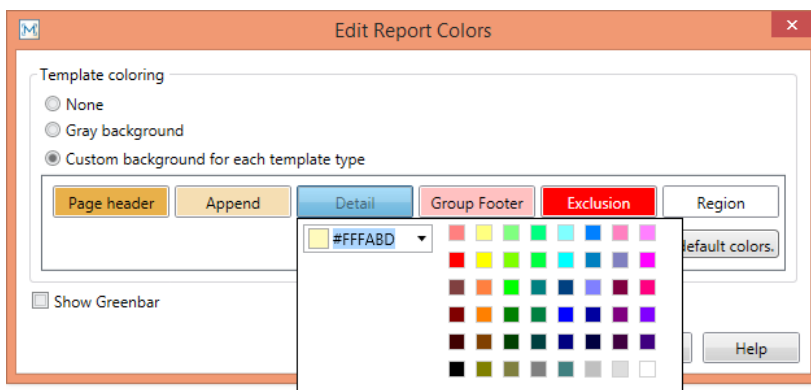 Edit Report Colors
Template coloring
None
Gray background
Custom background for each template type
Page header Append Detail Group Footer Exclusion Region
#FFFABD
default colors.
Show Greenbar
Help